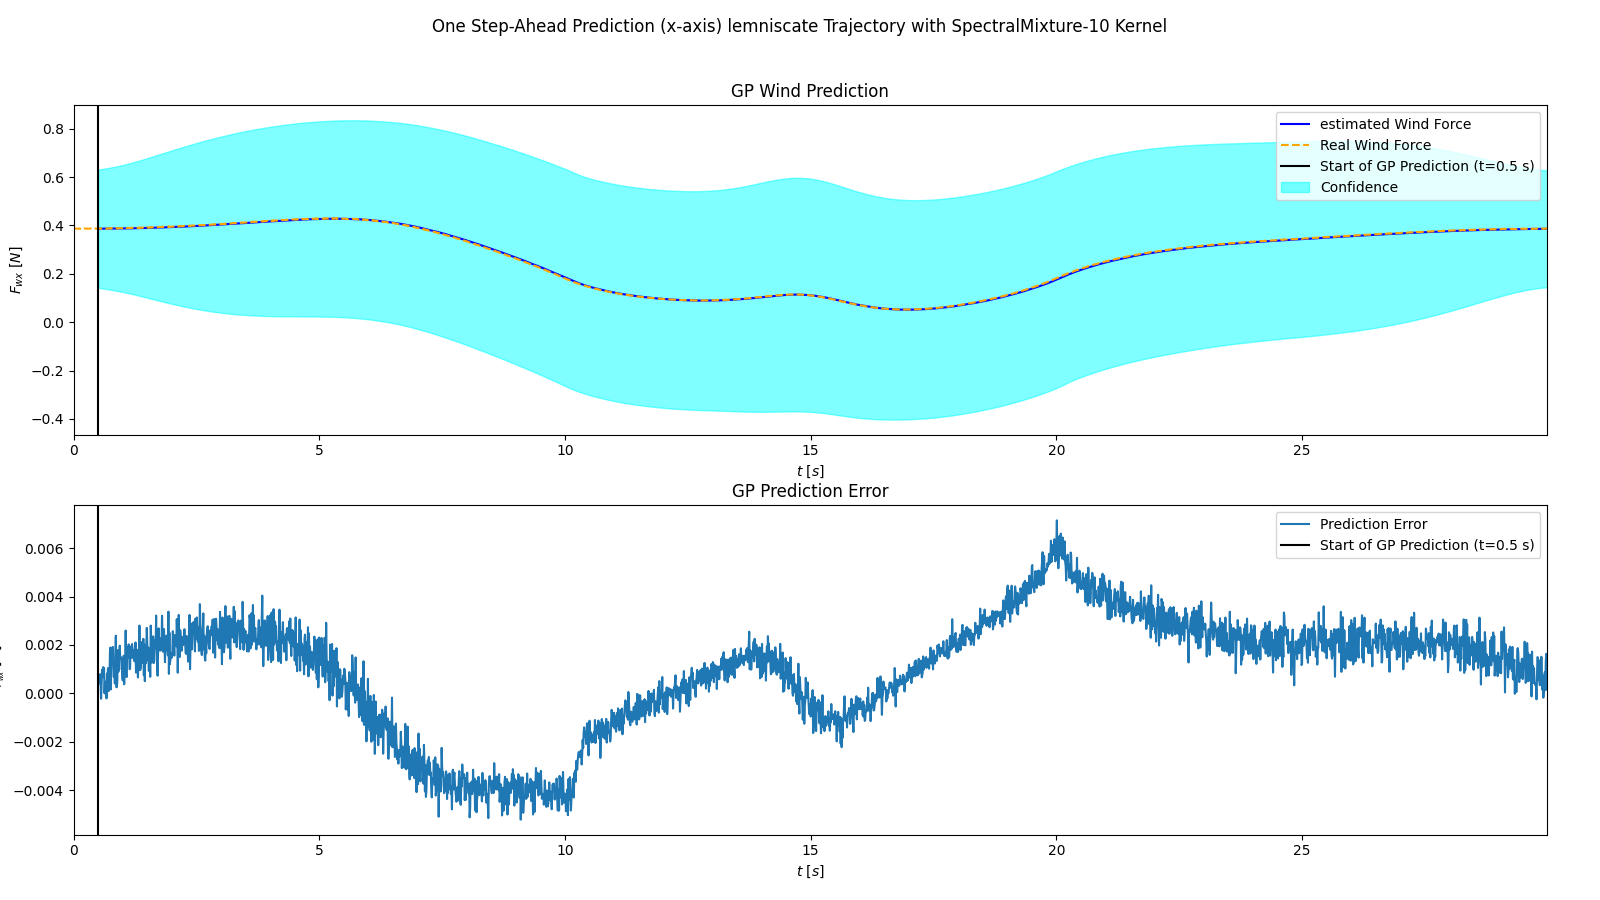 One Step-Ahead Prediction (x-axis) lemniscate Trajectory with SpectralMixture-10 Kernel
GP Wind Prediction
estimated Wind Force
Real Wind Force
Start of GP Prediction (t=0.5 s)
Confidence
0.8
0.6
0.4
0.2
0.0
−0.2
−0.4
F_wx [N]
0 5 10 15 20 25
t [s]
GP Prediction Error
Prediction Error
Start of GP Prediction (t=0.5 s)
0.006
0.004
0.002
0.000
−0.002
−0.004
0 5 10 15 20 25
t [s]